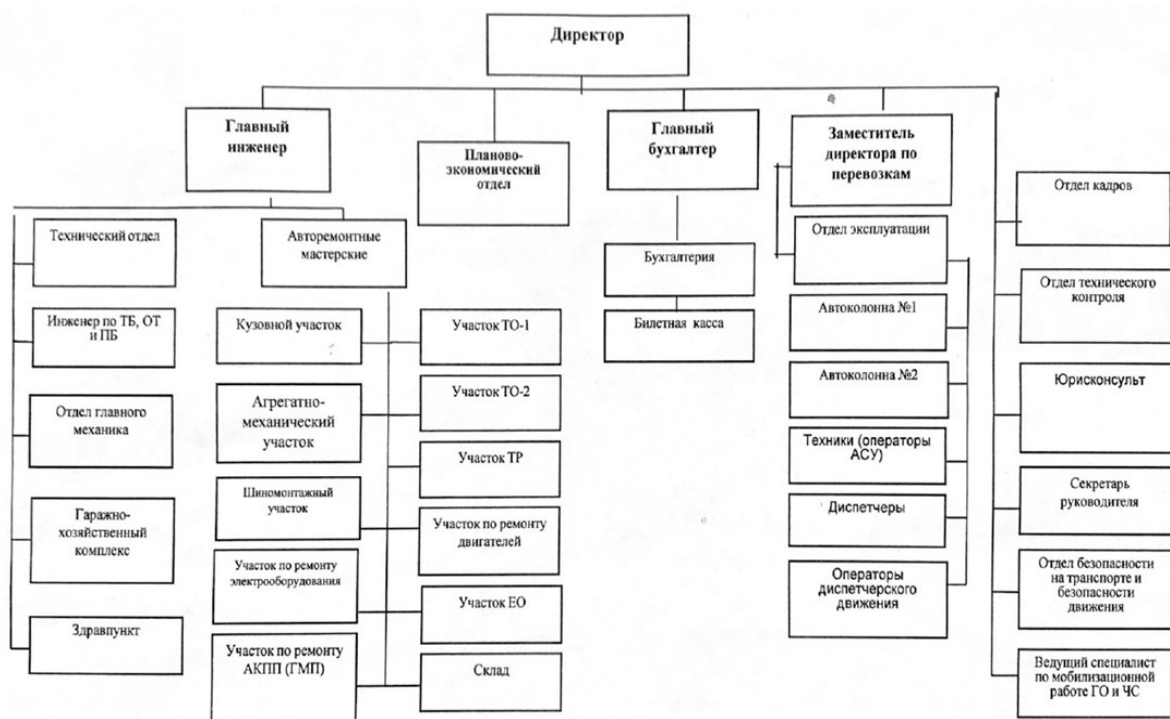 Директор
Главный
инженер
Планово-
экономический
отдел
Главный
бухгалтер
Заместитель
директора по
перевозкам
Отдел кадров
Технический отдел
Авторемонтные
мастерские
Бухгалтерия
Отдел эксплуатации
Отдел технического
контроля
Инженер по ТБ, ОТ
и ПБ
Кузовной участок
Участок ТО-1
Билетная касса
Автоколонна №1
Отдел главного
механика
Агрегатно-
механический
участок
Участок ТО-2
Автоколонна №2
Юрисконсульт
Участок ТР
Техники (операторы
АСУ)
Секретарь
руководителя
Гаражно-
хозяйственный
комплекс
Шиномонтажный
участок
Участок по ремонту
двигателей
Диспетчеры
Участок по ремонту
электрооборудования
Участок ЕО
Операторы
диспетчерского
движения
Отдел безопасности
на транспорте и
безопасности
движения
Здравпункт
Участок по ремонту
АКПП (ГМП)
Склад
Ведущий специалист
по мобилизационной
работе ГО и ЧС